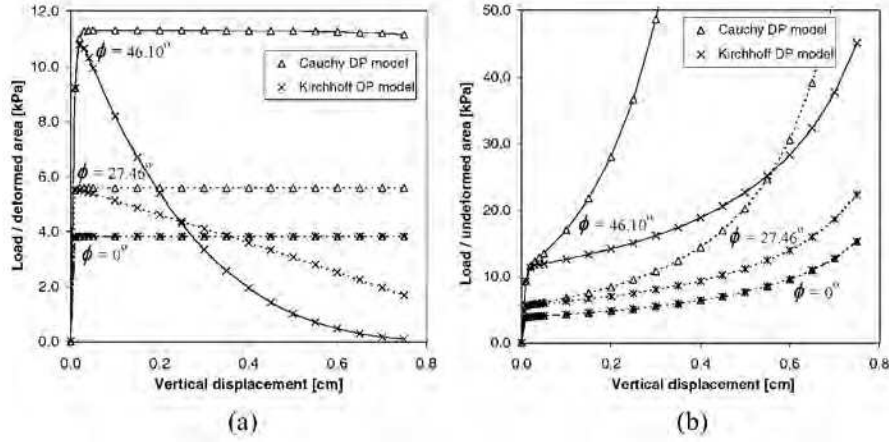 12.0
10.0
8.0
6.0
4.0
2.0
0.0
Load / deformed area [kPa]
ϕ = 46.10°
Cauchy DP model
Kirchhoff DP model
ϕ = 27.46°
ϕ = 0°
0.0 0.2 0.4 0.6 0.8
Vertical displacement [cm]
(a)
50.0
40.0
30.0
20.0
10.0
0.0
Load / undeformed area [kPa]
Cauchy DP model
Kirchhoff DP model
ϕ = 46.10°
ϕ = 27.46°
ϕ = 0°
0.0 0.2 0.4 0.6 0.8
Vertical displacement [cm]
(b)